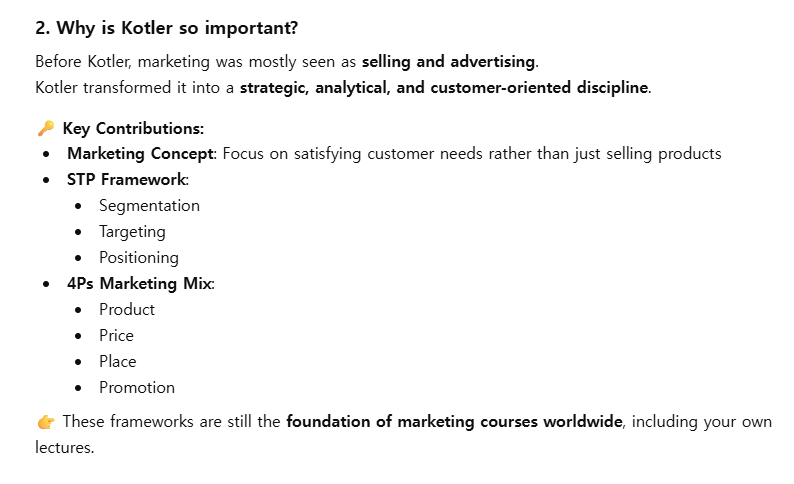 2. Why is Kotler so important?
Before Kotler, marketing was mostly seen as selling and advertising.
Kotler transformed it into a strategic, analytical, and customer-oriented discipline.
🔑 Key Contributions:
• Marketing Concept: Focus on satisfying customer needs rather than just selling products
• STP Framework:
• Segmentation
• Targeting
• Positioning
• 4Ps Marketing Mix:
• Product
• Price
• Place
• Promotion
👉 These frameworks are still the foundation of marketing courses worldwide, including your own
lectures.